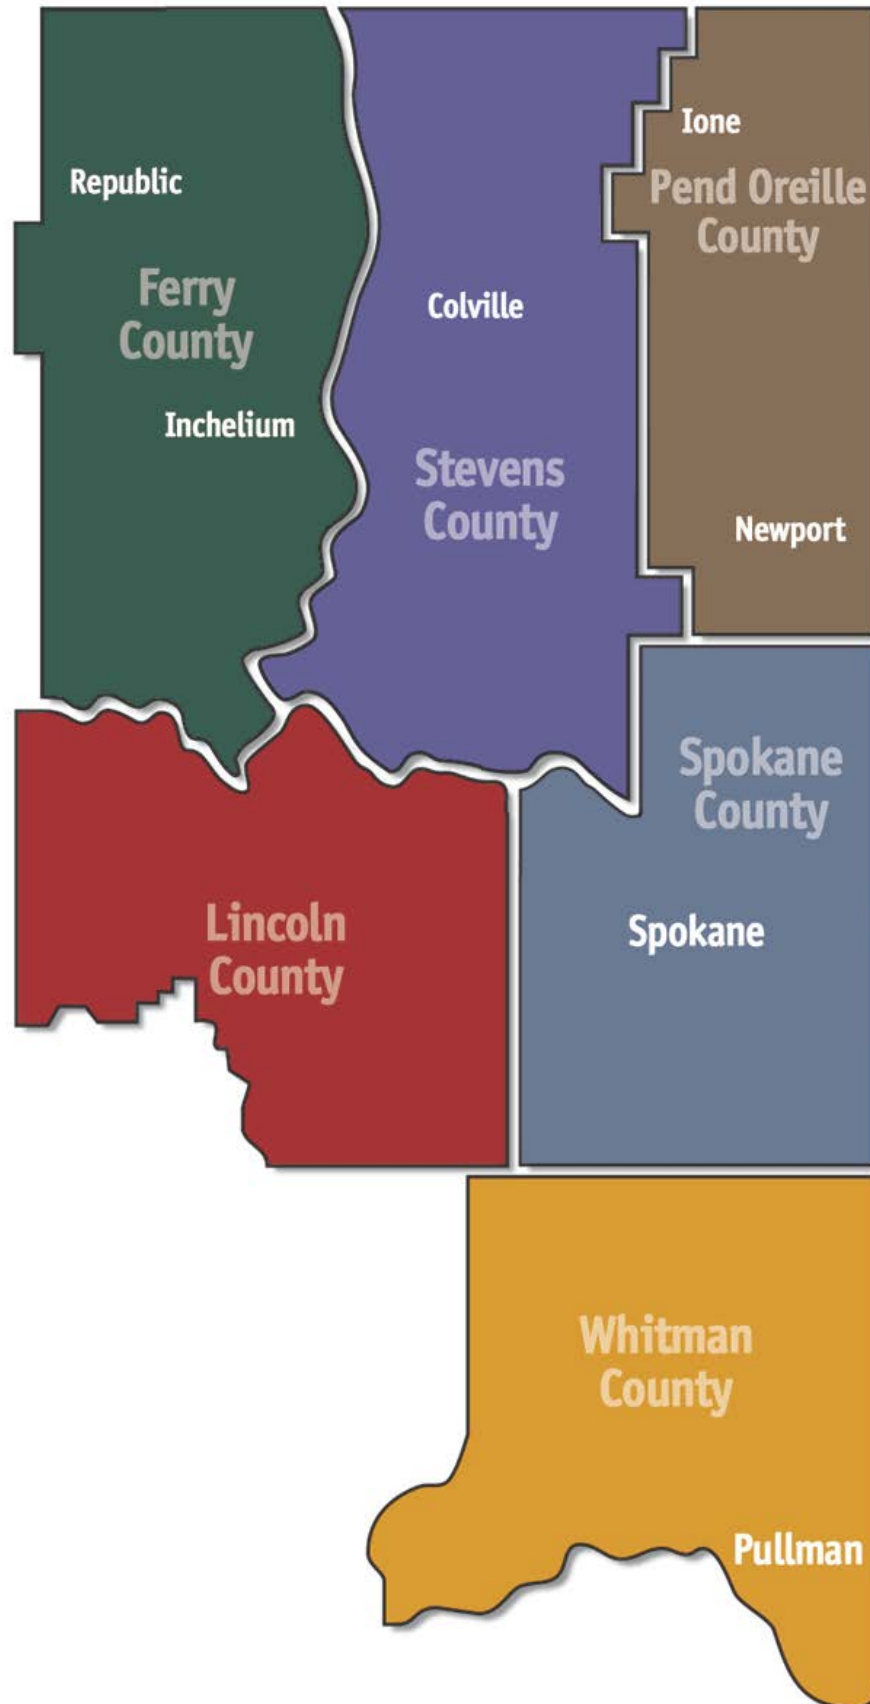 Ione
Republic
Pend Oreille
County
Ferry
County
Colville
Inchelium
Stevens
County
Newport
Spokane
County
Lincoln
County
Spokane
Whitman
County
Pullman